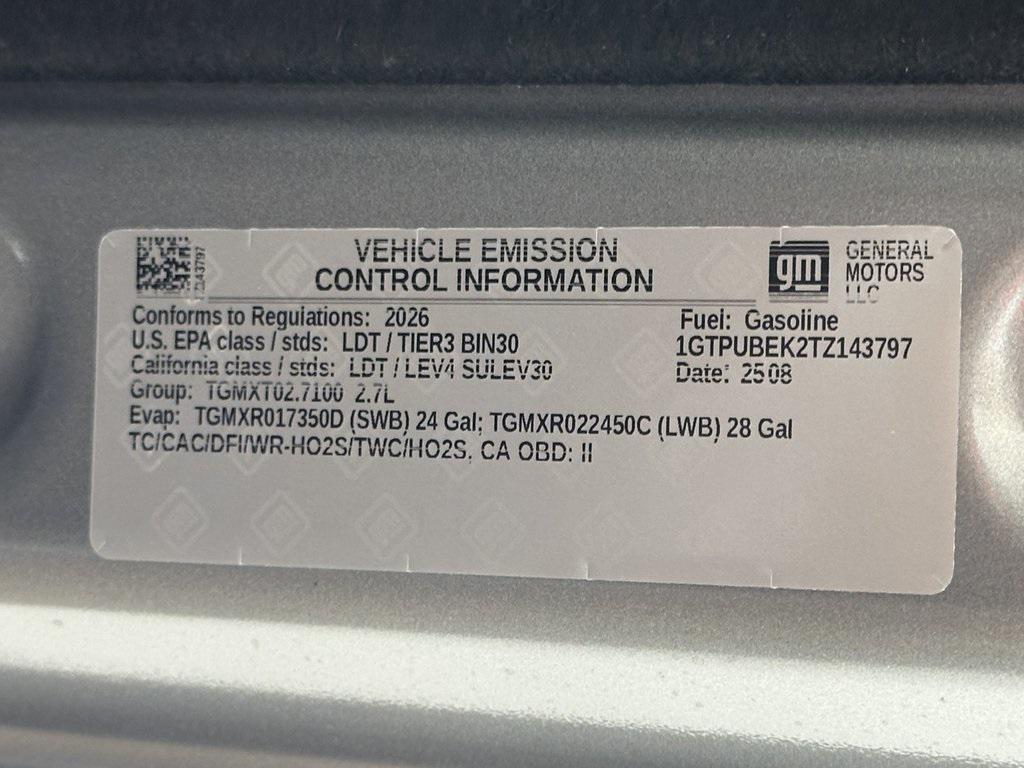 VEHICLE EMISSION
CONTROL INFORMATION
gm
GENERAL
MOTORS
LLC
TZ143797
Conforms to Regulations: 2026
U.S. EPA class / stds: LDT / TIER3 BIN30
California class / stds: LDT / LEV4 SULEV30
Group: TGMXT02.7100 2.7L
Evap: TGMXR017350D (SWB) 24 Gal; TGMXR022450C (LWB) 28 Gal
TC/CAC/DFI/WR-HO2S/TWC/HO2S, CA OBD: II
Fuel: Gasoline
1GTPUBEK2TZ143797
Date: 2508